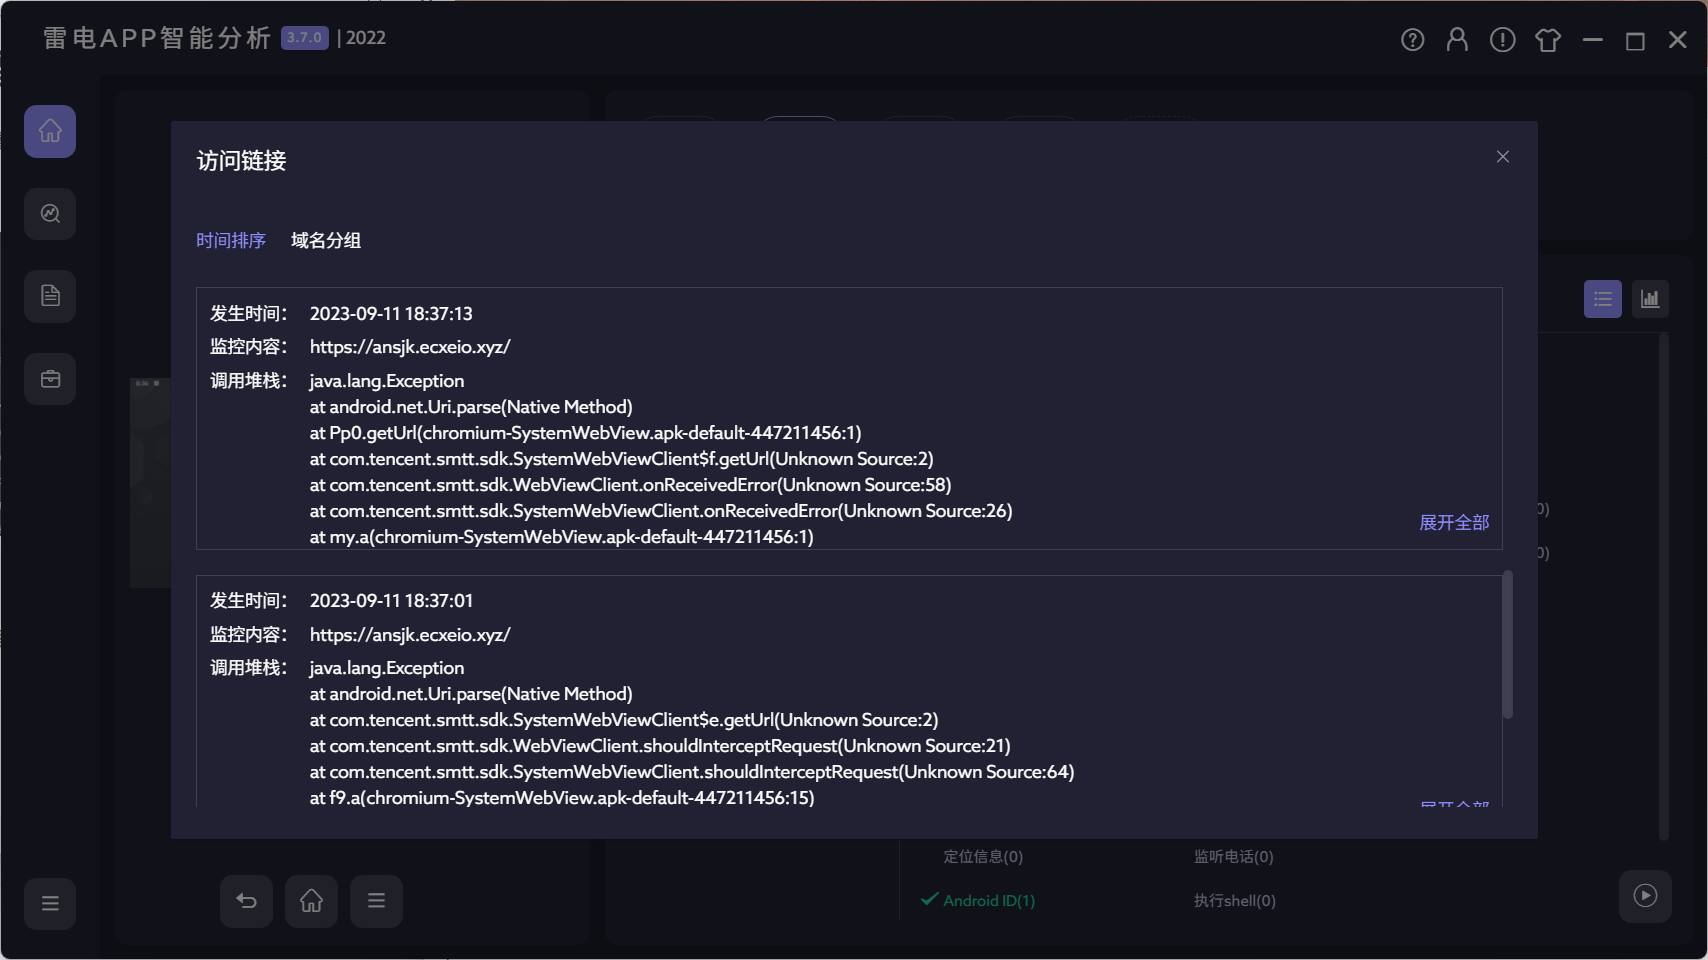 雷电APP智能分析 3.7.0 | 2022
访问链接
时间排序 域名分组
发生时间： 2023-09-11 18:37:13
监控内容： https://ansjk.ecxeio.xyz/
调用堆栈： java.lang.Exception
at android.net.Uri.parse(Native Method)
at Pp0.getUrl(chromium-SystemWebView.apk-default-447211456:1)
at com.tencent.smtt.sdk.SystemWebViewClient$f.getUrl(Unknown Source:2)
at com.tencent.smtt.sdk.WebViewClient.onReceivedError(Unknown Source:58)
at com.tencent.smtt.sdk.SystemWebViewClient.onReceivedError(Unknown Source:26)
at my.a(chromium-SystemWebView.apk-default-447211456:1)
展开全部
发生时间： 2023-09-11 18:37:01
监控内容： https://ansjk.ecxeio.xyz/
调用堆栈： java.lang.Exception
at android.net.Uri.parse(Native Method)
at com.tencent.smtt.sdk.SystemWebViewClient$e.getUrl(Unknown Source:2)
at com.tencent.smtt.sdk.WebViewClient.shouldInterceptRequest(Unknown Source:21)
at com.tencent.smtt.sdk.SystemWebViewClient.shouldInterceptRequest(Unknown Source:64)
at f9.a(chromium-SystemWebView.apk-default-447211456:15)
展开全部
0)
0)
定位信息(0) 监听电话(0)
Android ID(1) 执行shell(0)